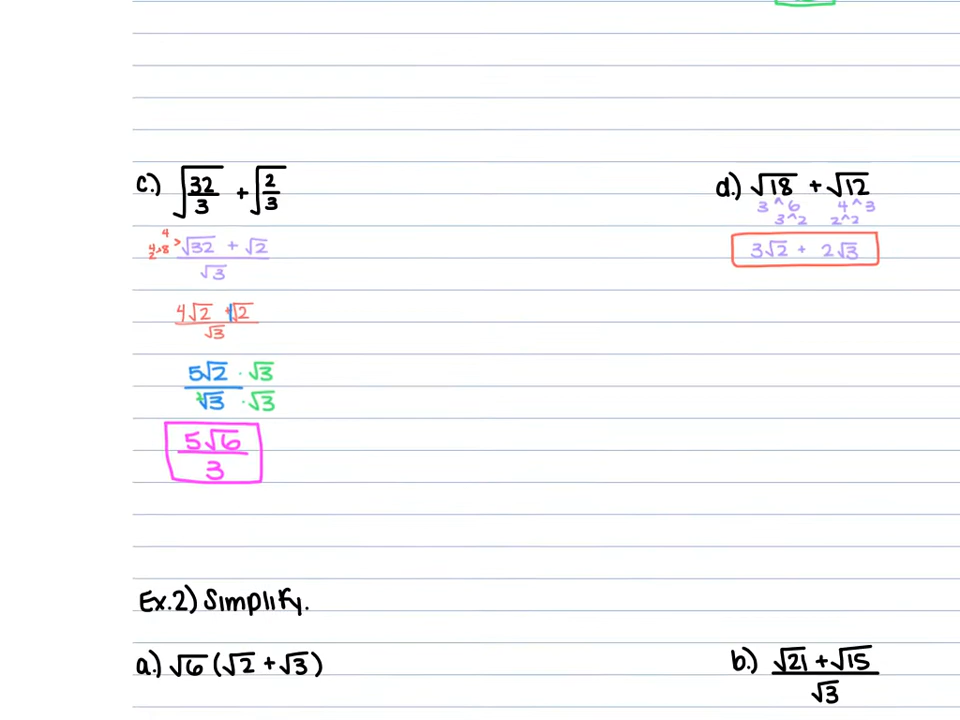 c.) √(32/3) + √(2/3)
d.) √18 + √12
3 ^ 6 4 ^ 3
3 ^ 2 2 ^ 2
3√2 + 2√3
4
4·8 > (√32 + √2)/√3
2
(4√2 + √2)/√3
(5√2 · √3)/(√3 · √3)
5√6/3
Ex.2) Simplify.
a.) √6 (√2 + √3)
b.) (√21 + √15)/√3